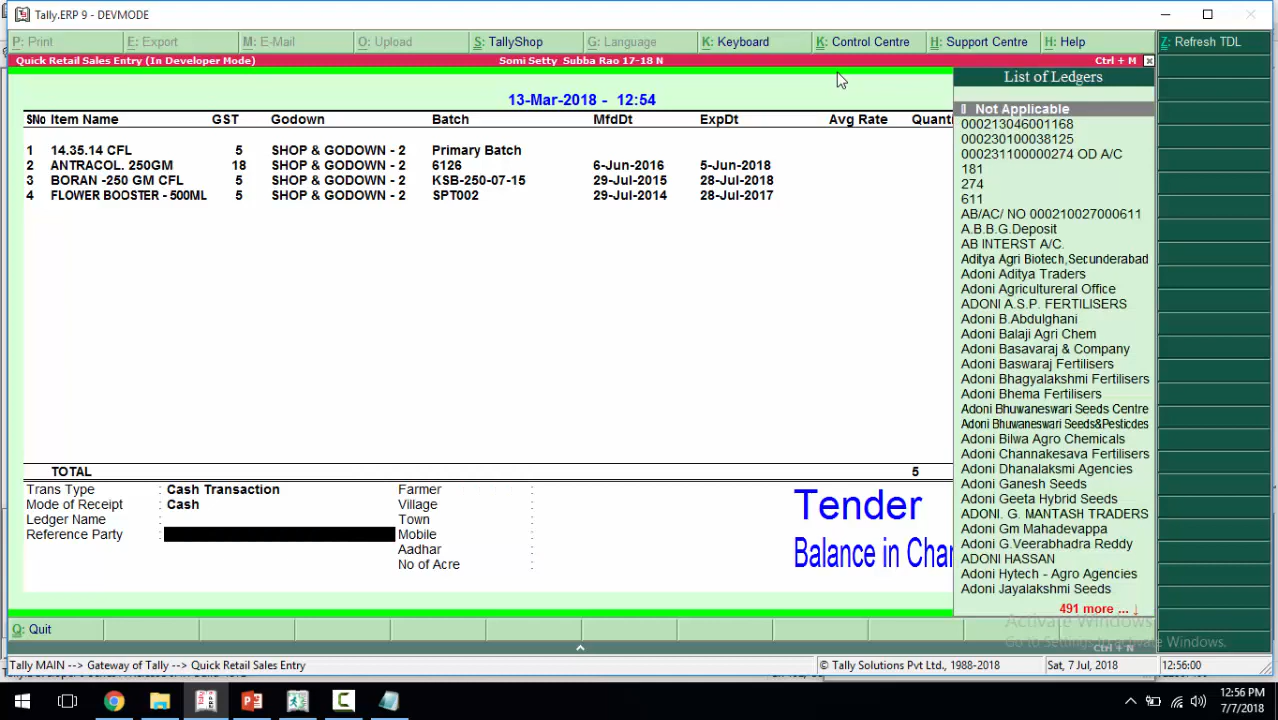 Tally.ERP 9 - DEVMODE
P: Print E: Export M: E-Mail O: Upload S: TallyShop G: Language K: Keyboard K: Control Centre H: Support Centre H: Help Z: Refresh TDL
Quick Retail Sales Entry (In Developer Mode) Somi Setty Subba Rao 17-18 N Ctrl + M
13-Mar-2018 - 12:54
SNo Item Name GST Godown Batch MfdDt ExpDt Avg Rate Quanti
1 14.35.14 CFL 5 SHOP & GODOWN - 2 Primary Batch
2 ANTRACOL. 250GM 18 SHOP & GODOWN - 2 6126 6-Jun-2016 5-Jun-2018
3 BORAN -250 GM CFL 5 SHOP & GODOWN - 2 KSB-250-07-15 29-Jul-2015 28-Jul-2018
4 FLOWER BOOSTER - 500ML 5 SHOP & GODOWN - 2 SPT002 29-Jul-2014 28-Jul-2017
TOTAL 5
Trans Type : Cash Transaction
Mode of Receipt : Cash
Ledger Name :
Reference Party :
Farmer :
Village :
Town :
Mobile :
Aadhar :
No of Acre :
Tender
Balance in Chan
List of Ledgers
Not Applicable
000213046001168
000230100038125
000231100000274 OD A/C
181
274
611
AB/AC/ NO 000210027000611
A.B.B.G.Deposit
AB INTERST A/C.
Aditya Agri Biotech,Secunderabad
Adoni Aditya Traders
Adoni Agricultureral Office
ADONI A.S.P. FERTILISERS
Adoni B.Abdulghani
Adoni Balaji Agri Chem
Adoni Basavaraj & Company
Adoni Baswaraj Fertilisers
Adoni Bhagyalakshmi Fertilisers
Adoni Bhema Fertilisers
Adoni Bhuwaneswari Seeds Centre
Adoni Bhuwaneswari Seeds&Pesticdes
Adoni Bilwa Agro Chemicals
Adoni Channakesava Fertilisers
Adoni Dhanalaksmi Agencies
Adoni Ganesh Seeds
Adoni Geeta Hybrid Seeds
ADONI. G. MANTASH TRADERS
Adoni Gm Mahadevappa
Adoni G.Veerabhadra Reddy
ADONI HASSAN
Adoni Hytech - Agro Agencies
Adoni Jayalakshmi Seeds
491 more ... ↓
Activate Windows
Go to Settings to activate Windows.
Q: Quit
Ctrl + N
Tally MAIN --> Gateway of Tally --> Quick Retail Sales Entry © Tally Solutions Pvt Ltd., 1988-2018 Sat, 7 Jul, 2018 12:56:00
12:56 PM
7/7/2018